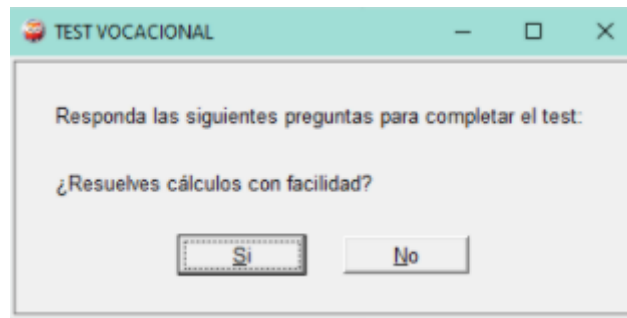 TEST VOCACIONAL
Responda las siguientes preguntas para completar el test:
¿Resuelves cálculos con facilidad?
Si
No